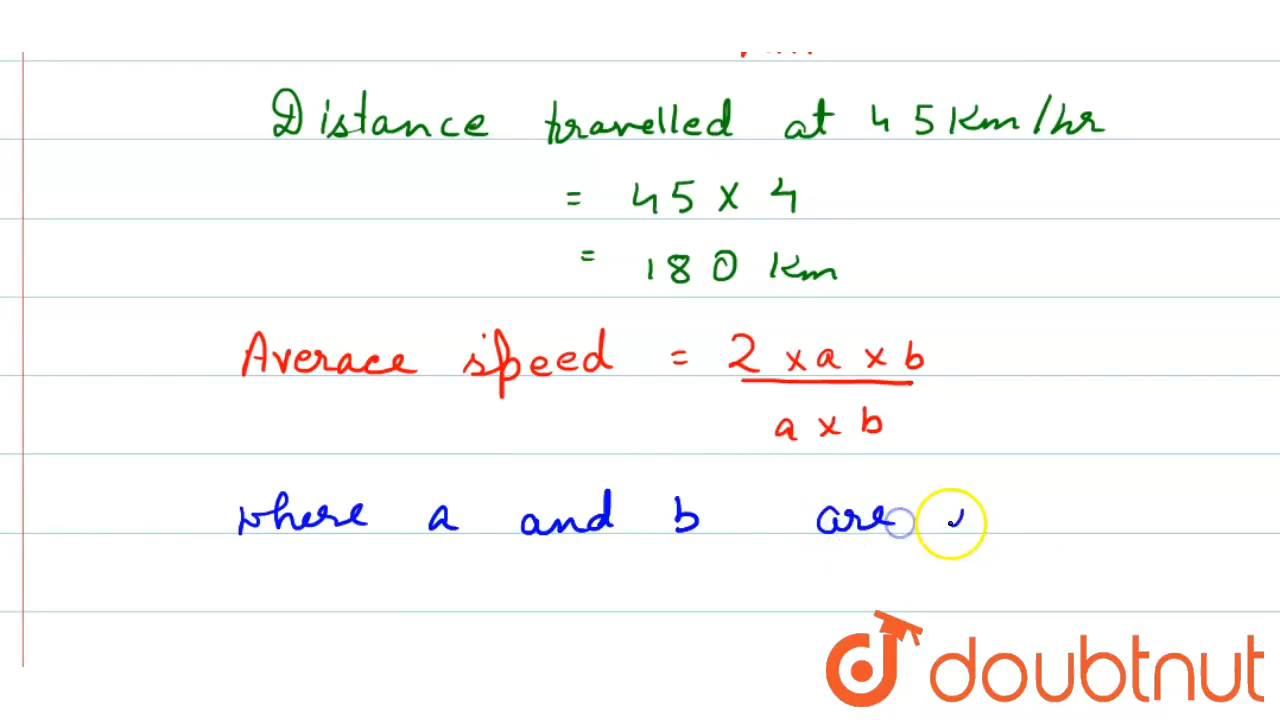 Distance travelled at 45 Km/hr
= 45 x 4
= 180 Km
Averace speed = 2 x a x b
a x b
where a and b are
doubtnut